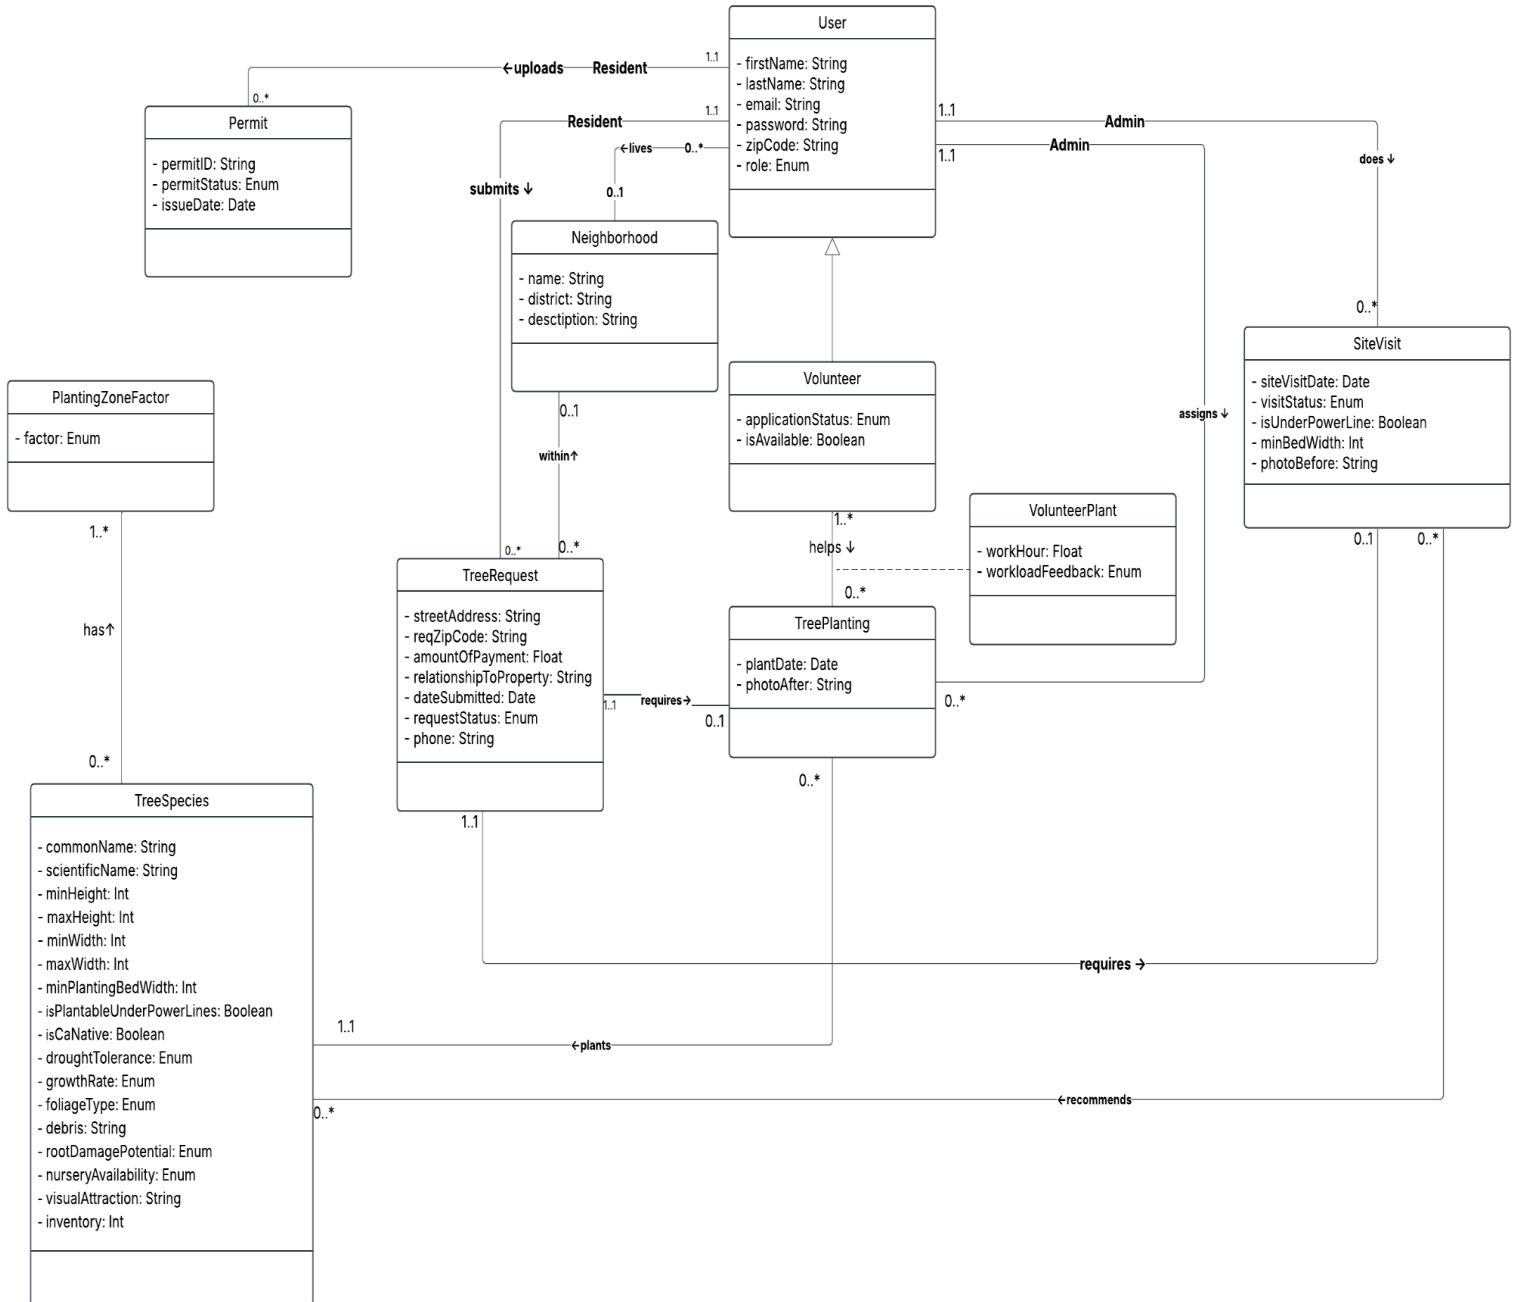 User
- firstName: String
- lastName: String
- email: String
- password: String
- zipCode: String
- role: Enum
1..1
←uploads
Resident
0..*
Permit
- permitID: String
- permitStatus: Enum
- issueDate: Date
1..1
Resident
submits ↓
0..*
←lives
0..*
0..1
Neighborhood
- name: String
- district: String
- desctiption: String
1..1
Admin
does ↓
0..*
1..1
Admin
assigns ↓
0..*
SiteVisit
- siteVisitDate: Date
- visitStatus: Enum
- isUnderPowerLine: Boolean
- minBedWidth: Int
- photoBefore: String
0..1
0..*
Volunteer
- applicationStatus: Enum
- isAvailable: Boolean
1..*
helps ↓
0..*
VolunteerPlant
- workHour: Float
- workloadFeedback: Enum
PlantingZoneFactor
- factor: Enum
1..*
has↑
0..*
0..1
within↑
0..*
TreeRequest
- streetAddress: String
- reqZipCode: String
- amountOfPayment: Float
- relationshipToProperty: String
- dateSubmitted: Date
- requestStatus: Enum
- phone: String
1..1
requires→
0..1
TreePlanting
- plantDate: Date
- photoAfter: String
0..*
1..1
requires →
TreeSpecies
- commonName: String
- scientificName: String
- minHeight: Int
- maxHeight: Int
- minWidth: Int
- maxWidth: Int
- minPlantingBedWidth: Int
- isPlantableUnderPowerLines: Boolean
- isCaNative: Boolean
- droughtTolerance: Enum
- growthRate: Enum
- foliageType: Enum
- debris: String
- rootDamagePotential: Enum
- nurseryAvailability: Enum
- visualAttraction: String
- inventory: Int
1..1
←plants
0..*
←recommends